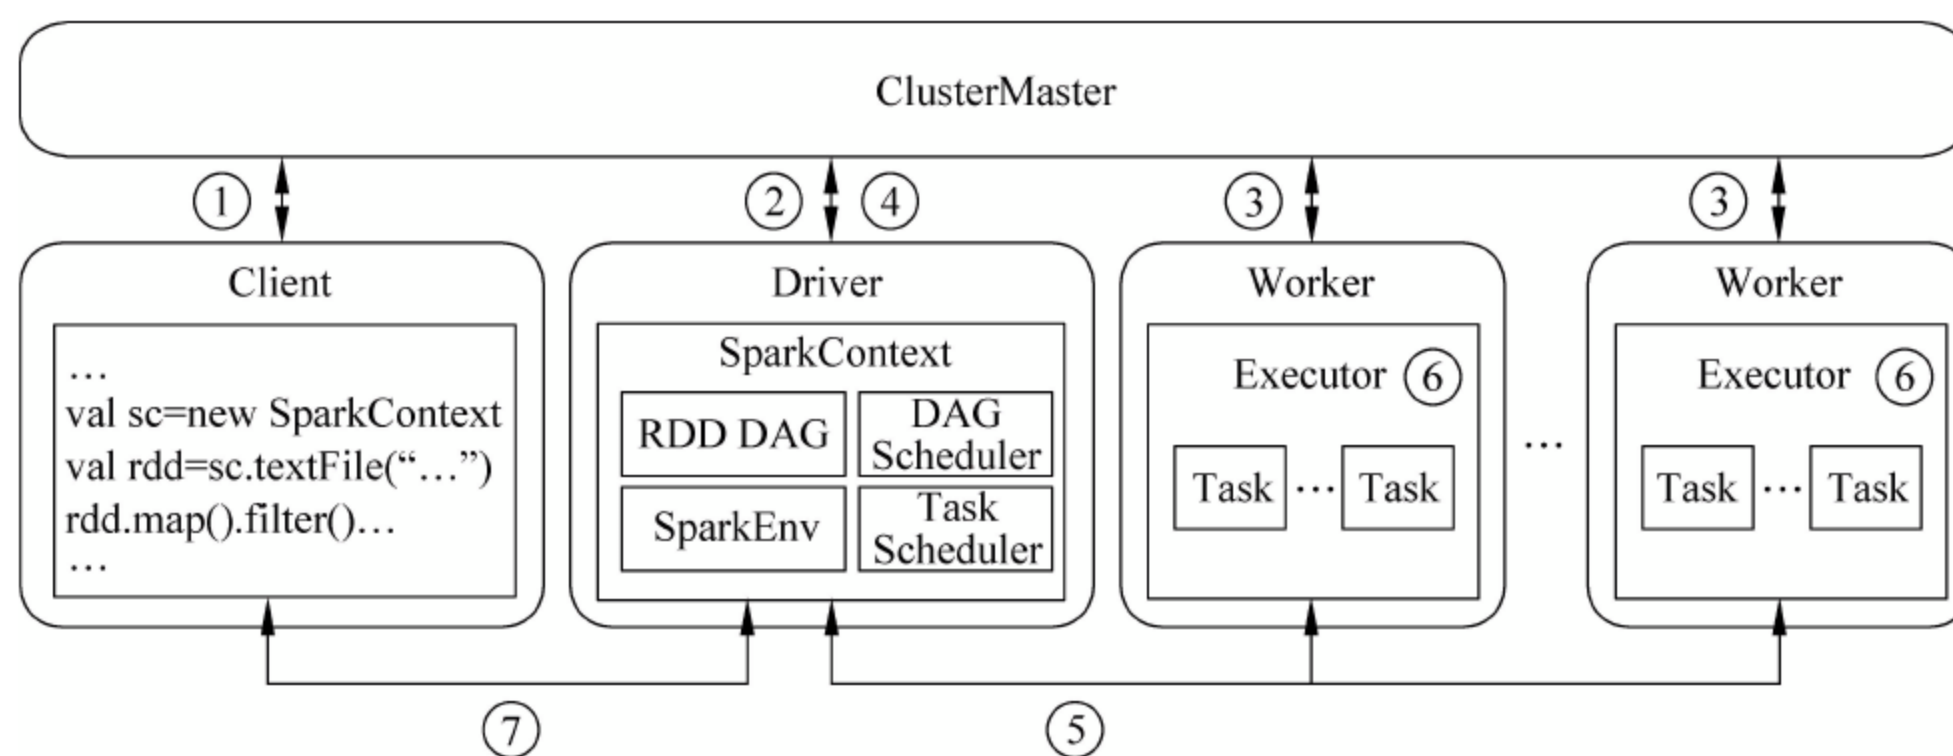 ClusterMaster
① ② ④ ③ ③
Client
…
val sc=new SparkContext
val rdd=sc.textFile(“…”)
rdd.map().filter()…
…
Driver
SparkContext
RDD DAG
DAG
Scheduler
SparkEnv
Task
Scheduler
Worker
Executor ⑥
Task … Task
…
Worker
Executor ⑥
Task … Task
⑦ ⑤